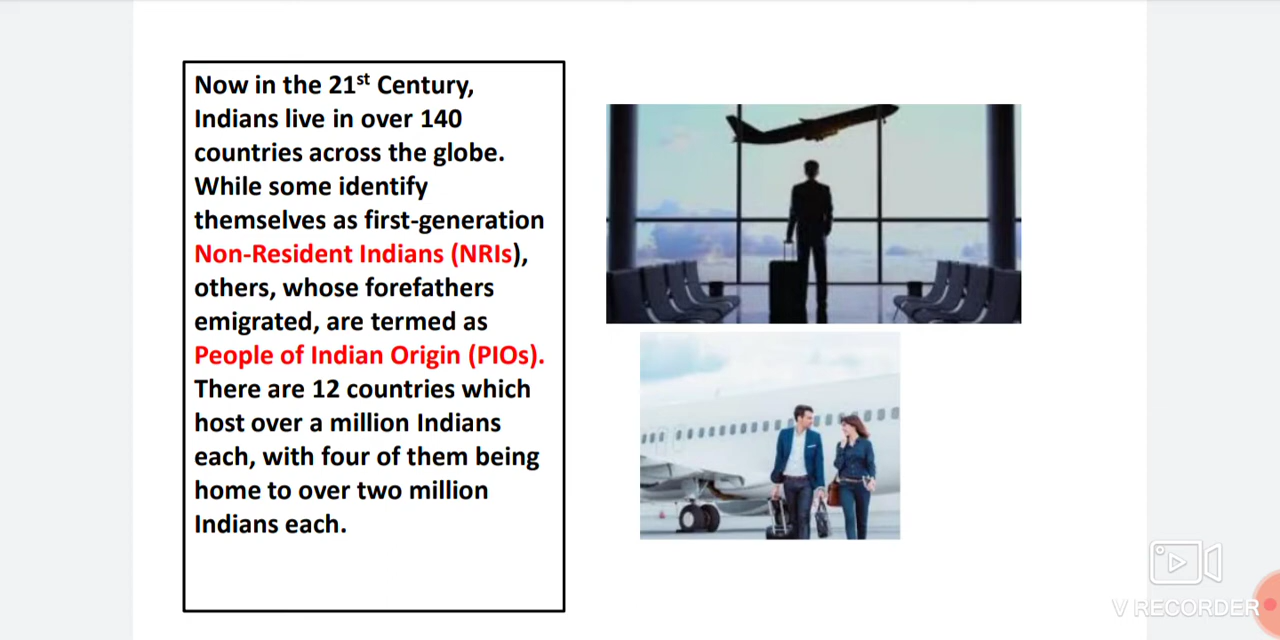 Now in the 21st Century,
Indians live in over 140
countries across the globe.
While some identify
themselves as first-generation
Non-Resident Indians (NRIs),
others, whose forefathers
emigrated, are termed as
People of Indian Origin (PIOs).
There are 12 countries which
host over a million Indians
each, with four of them being
home to over two million
Indians each.
V RECORDER